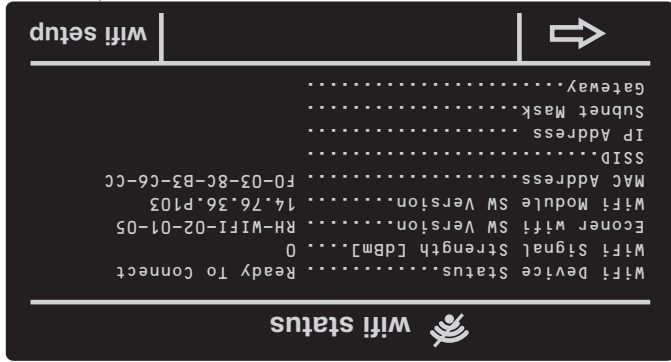 wifi status
WiFi Device Status............. Ready To Connect
WiFi Signal Strength [dBm].... 0
Econer wifi SW Version........ RH-WIFI-02-01-05
WiFi Module SW Version........ 14.76.36.P103
MAC Address................... F0-03-8C-B3-C6-CC
SSID..........................
IP Address ...................
Subnet Mask...................
Gateway.......................
wifi setup